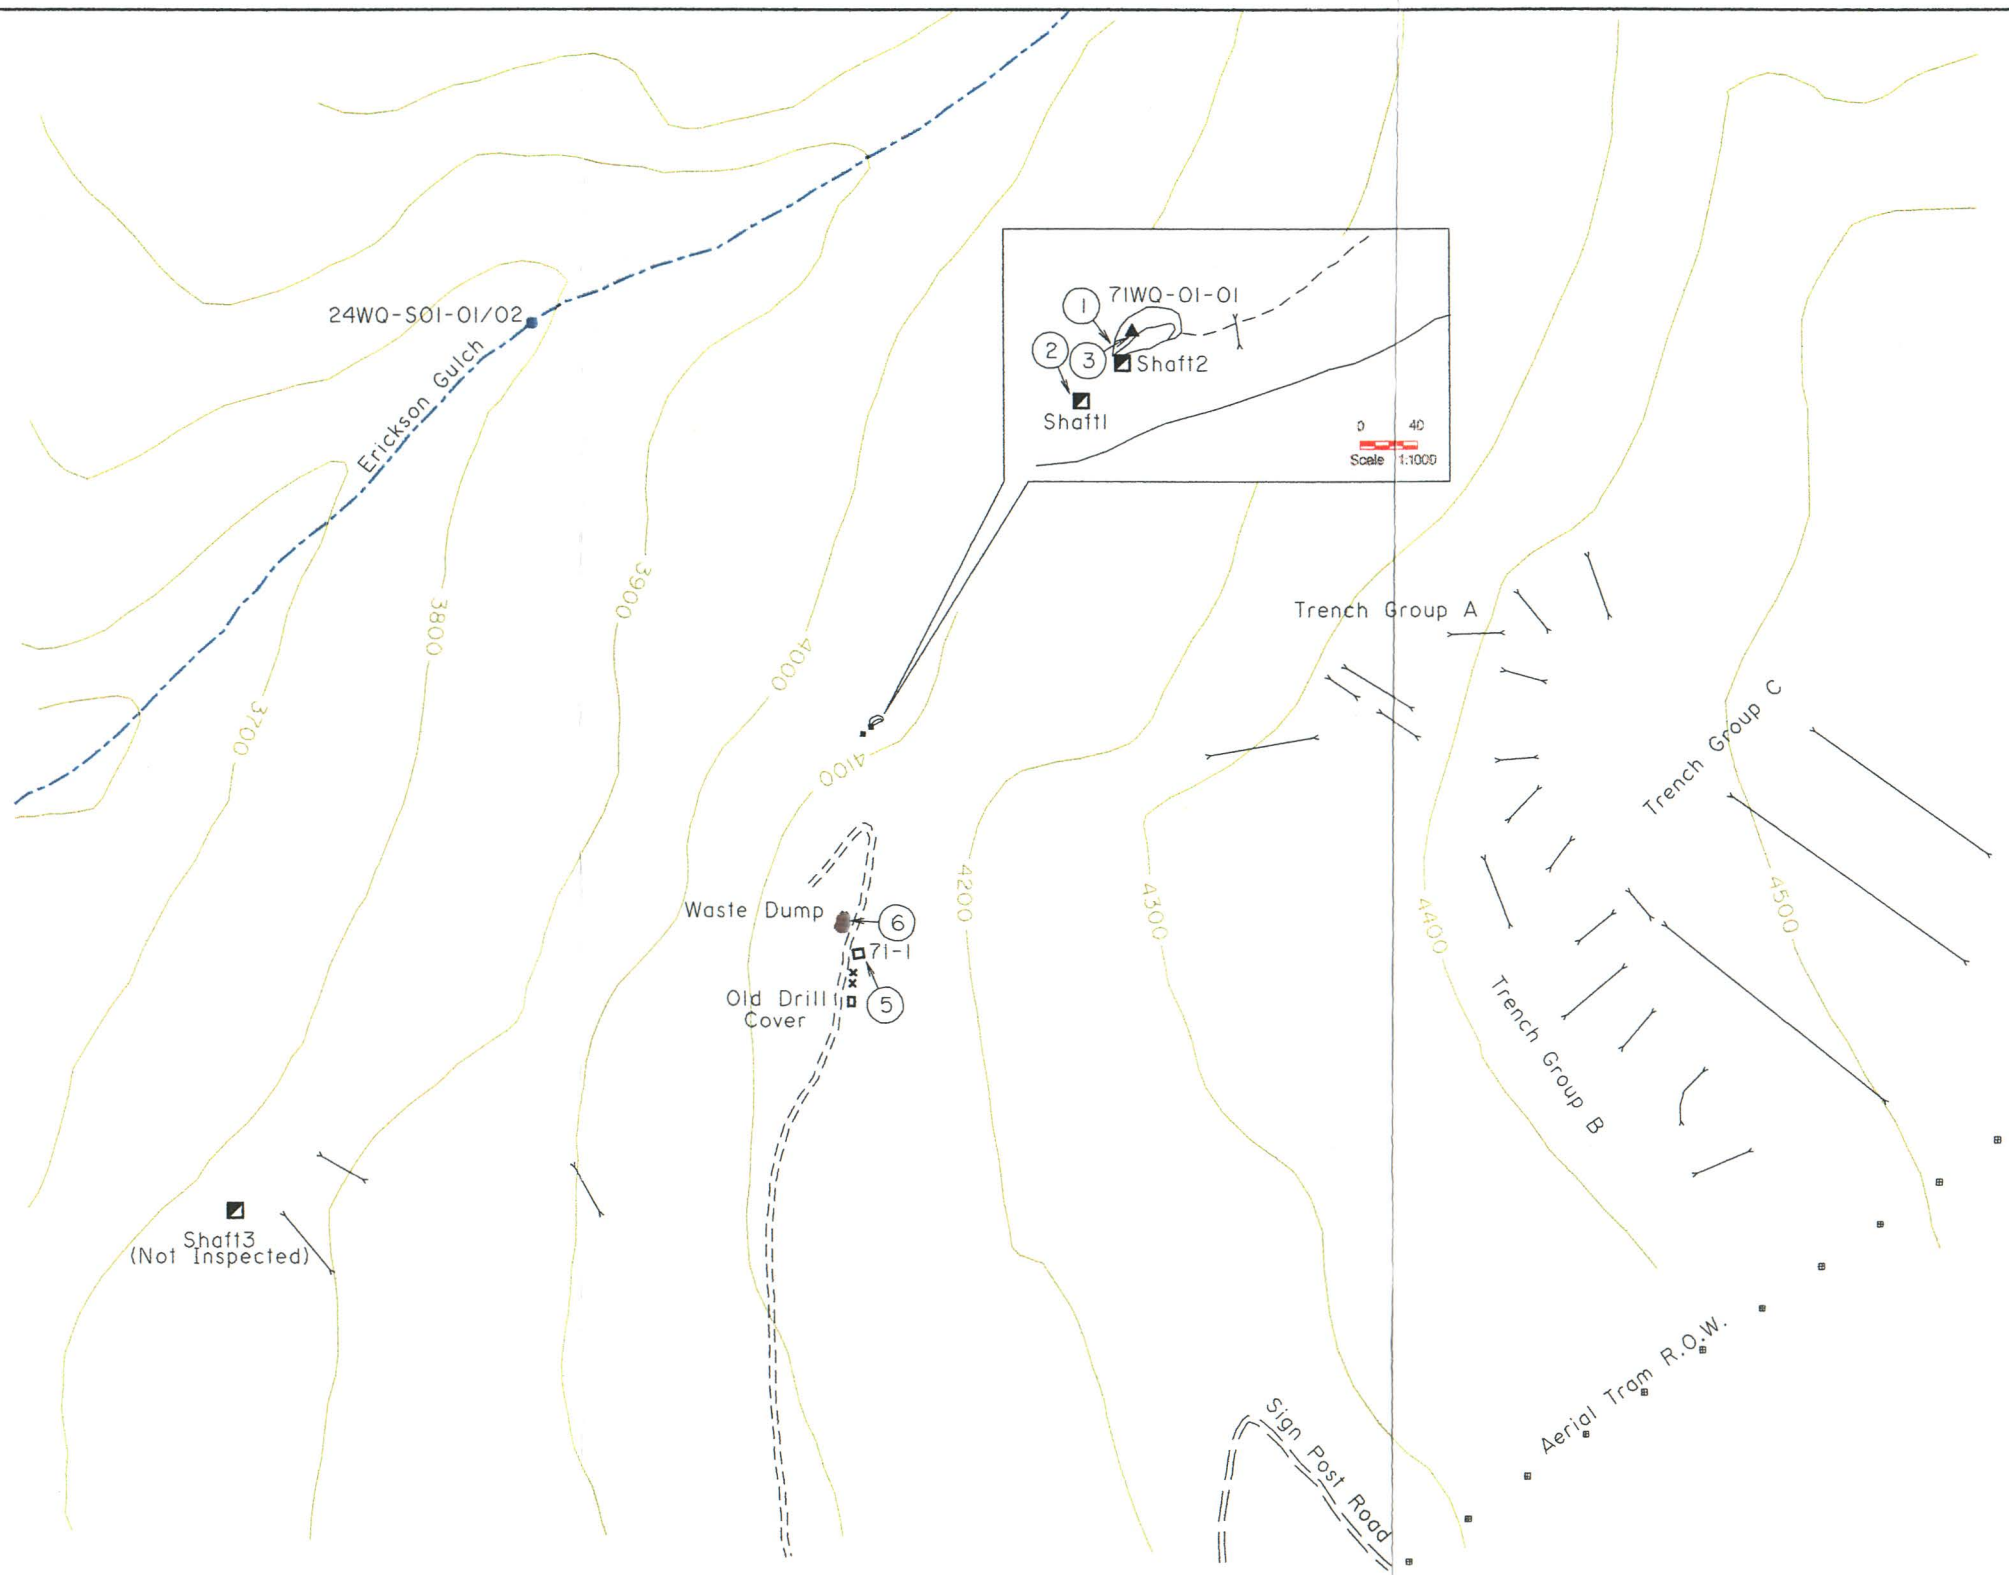 24WQ-S01-01/02
Erickson Gulch
1
71WQ-01-01
2
3
Shaft2
Shaft1
0 40
Scale 1:1000
3700
3800
3900
4000
4100
4200
4300
4400
4500
Trench Group A
Trench Group C
Trench Group B
Waste Dump
6
71-1
Old Drill
Cover
5
Shaft3
(Not Inspected)
Sign Post Road
Aerial Tram R.O.W.